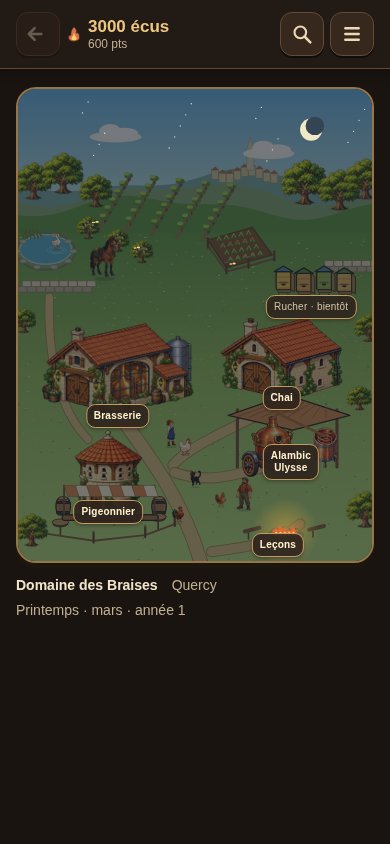 3000 écus
600 pts
Rucher · bientôt
Chai
Brasserie
Alambic
Ulysse
Pigeonnier
Leçons
Domaine des Braises Quercy
Printemps · mars · année 1